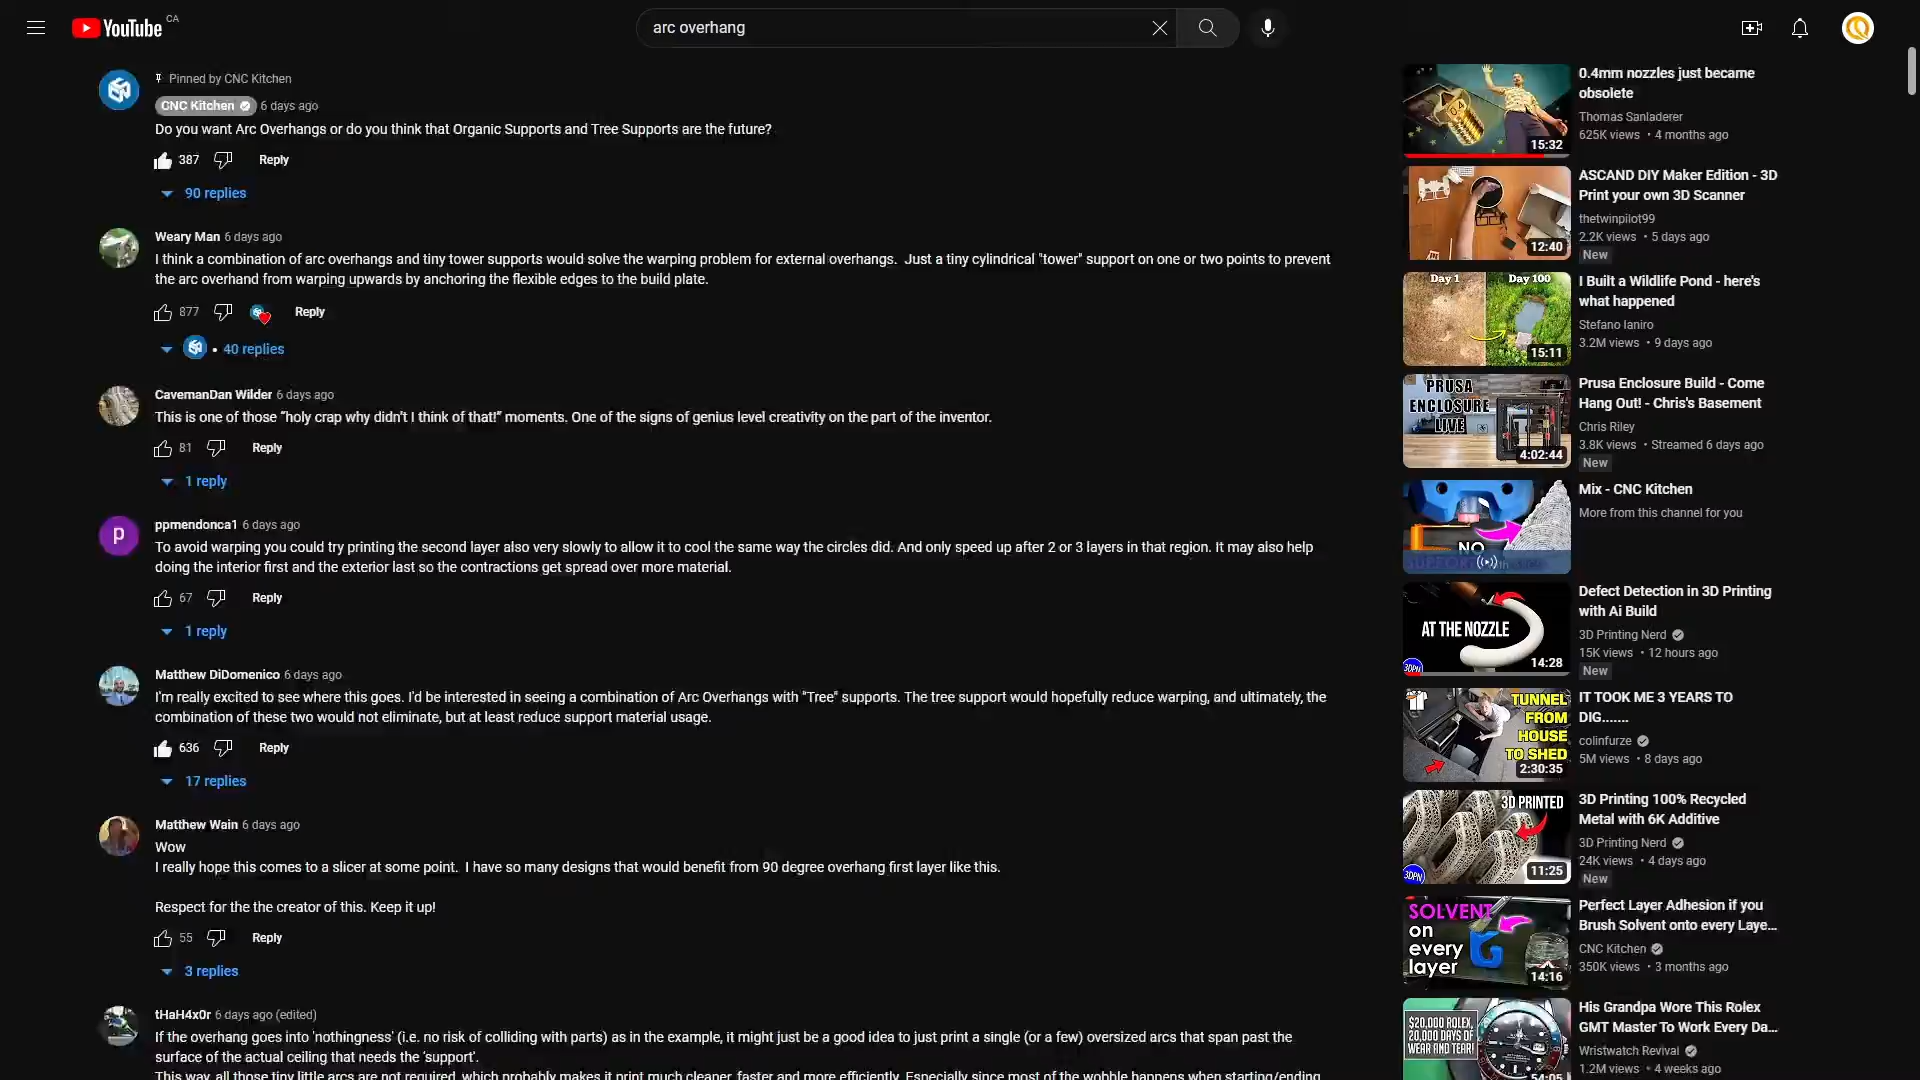 YouTube CA
arc overhang
Pinned by CNC Kitchen
CNC Kitchen 6 days ago
Do you want Arc Overhangs or do you think that Organic Supports and Tree Supports are the future?
387 Reply
90 replies
Weary Man 6 days ago
I think a combination of arc overhangs and tiny tower supports would solve the warping problem for external overhangs. Just a tiny cylindrical "tower" support on one or two points to prevent
the arc overhand from warping upwards by anchoring the flexible edges to the build plate.
877 Reply
• 40 replies
CavemanDan Wilder 6 days ago
This is one of those "holy crap why didn't I think of that!" moments. One of the signs of genius level creativity on the part of the inventor.
81 Reply
1 reply
P
ppmendonca1 6 days ago
To avoid warping you could try printing the second layer also very slowly to allow it to cool the same way the circles did. And only speed up after 2 or 3 layers in that region. It may also help
doing the interior first and the exterior last so the contractions get spread over more material.
67 Reply
1 reply
Matthew DiDomenico 6 days ago
I'm really excited to see where this goes. I'd be interested in seeing a combination of Arc Overhangs with "Tree" supports. The tree support would hopefully reduce warping, and ultimately, the
combination of these two would not eliminate, but at least reduce support material usage.
636 Reply
17 replies
Matthew Wain 6 days ago
Wow
I really hope this comes to a slicer at some point. I have so many designs that would benefit from 90 degree overhang first layer like this.
Respect for the the creator of this. Keep it up!
55 Reply
3 replies
tHaH4x0r 6 days ago (edited)
If the overhang goes into 'nothingness' (i.e. no risk of colliding with parts) as in the example, it might just be a good idea to just print a single (or a few) oversized arcs that span past the
surface of the actual ceiling that needs the 'support'.
This way, all those tiny little arcs are not required, which probably makes it print much cleaner, faster and more efficiently. Especially since most of the wobble happens when starting/ending
15:32
0.4mm nozzles just became
obsolete
Thomas Sanladerer
625K views • 4 months ago
12:40
ASCAND DIY Maker Edition - 3D
Print your own 3D Scanner
thetwinpilot99
2.2K views • 5 days ago
New
Day 1 Day 100
15:11
I Built a Wildlife Pond - here's
what happened
Stefano Ianiro
3.2M views • 9 days ago
PRUSA
ENCLOSURE
LIVE
4:02:44
Prusa Enclosure Build - Come
Hang Out! - Chris's Basement
Chris Riley
3.8K views • Streamed 6 days ago
New
NO
Mix - CNC Kitchen
More from this channel for you
AT THE NOZZLE
3DPN
14:28
Defect Detection in 3D Printing
with Ai Build
3D Printing Nerd
15K views • 12 hours ago
New
TUNNEL
FROM
HOUSE
TO SHED
2:30:35
IT TOOK ME 3 YEARS TO
DIG.......
colinfurze
5M views • 8 days ago
3D PRINTED
3DPN
11:25
3D Printing 100% Recycled
Metal with 6K Additive
3D Printing Nerd
24K views • 4 days ago
New
SOLVENT
on
every
layer
14:16
Perfect Layer Adhesion if you
Brush Solvent onto every Laye...
CNC Kitchen
350K views • 3 months ago
$20,000 ROLEX,
20,000 DAYS OF
WEAR AND TEAR!
54:05
His Grandpa Wore This Rolex
GMT Master To Work Every Da...
Wristwatch Revival
1.2M views • 4 weeks ago